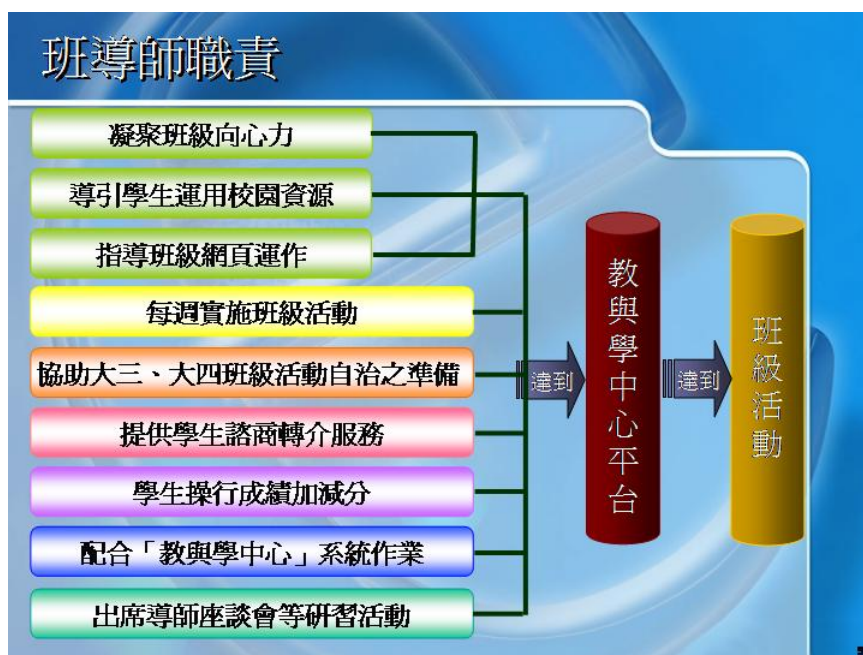 班導師職責
凝聚班級向心力
導引學生運用校園資源
指導班級網頁運作
每週實施班級活動
協助大三、大四班級活動自治之準備
提供學生諮商轉介服務
學生操行成績加減分
配合「教與學中心」系統作業
出席導師座談會等研習活動
達到
教與學中心平台
達到
班級活動